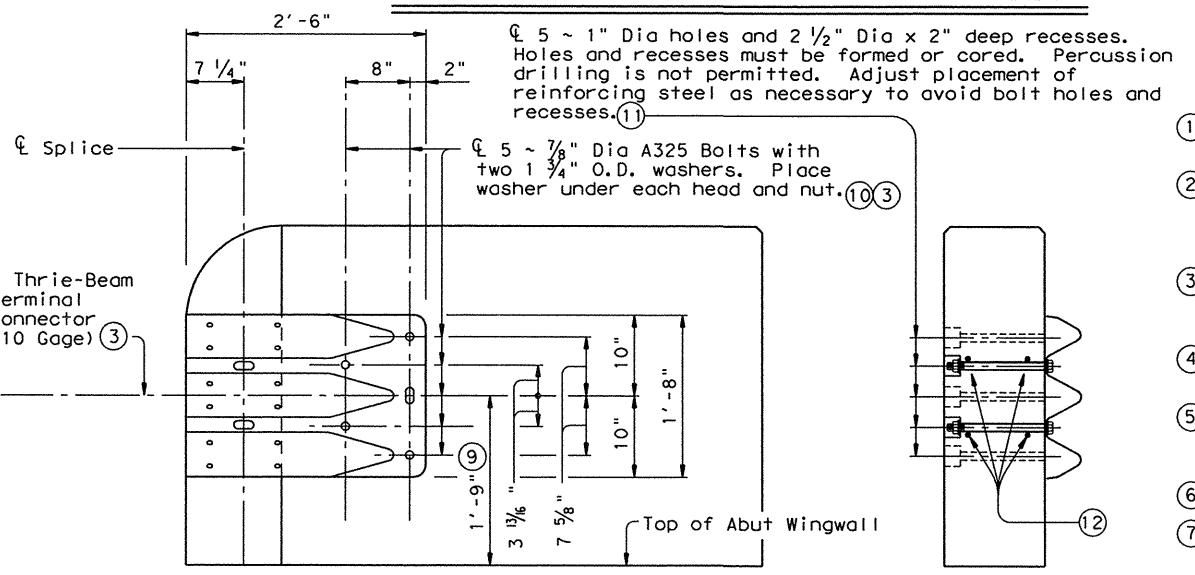 2'-6"
7 1/4"
8"
2"
℄ 5 ~ 1" Dia holes and 2 1/2" Dia x 2" deep recesses.
Holes and recesses must be formed or cored. Percussion
drilling is not permitted. Adjust placement of
reinforcing steel as necessary to avoid bolt holes and
recesses. 11
℄ Splice
℄ 5 ~ 7/8" Dia A325 Bolts with
two 1 3/4" O.D. washers. Place
washer under each head and nut. 10 3
Thrie-Beam
erminal
onnector
10 Gage) 3
10"
10"
1'-8"
9
1'-9"
3 13/16"
7 5/8"
Top of Abut Wingwall
12
1
2
3
4
5
6
7